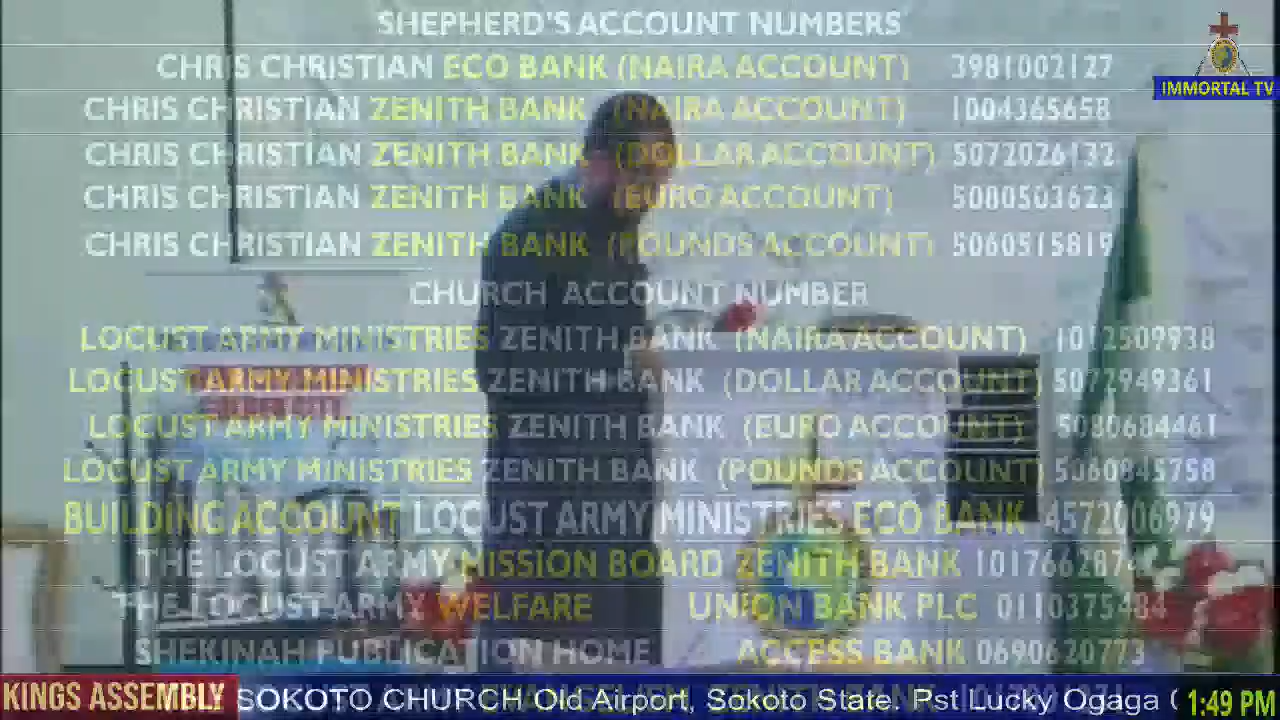 SHEPHERD'S ACCOUNT NUMBERS
CHRIS CHRISTIAN ECO BANK (NAIRA ACCOUNT) 3981002127
IMMORTAL TV
CHRIS CHRISTIAN ZENITH BANK (NAIRA ACCOUNT) 1004365658
CHRIS CHRISTIAN ZENITH BANK (DOLLAR ACCOUNT) 5072026132
CHRIS CHRISTIAN ZENITH BANK (EURO ACCOUNT) 5080503623
CHRIS CHRISTIAN ZENITH BANK (POUNDS ACCOUNT) 5060515819
CHURCH ACCOUNT NUMBER
LOCUST ARMY MINISTRIES ZENITH BANK (NAIRA ACCOUNT) 1012509938
LOCUST ARMY MINISTRIES ZENITH BANK (DOLLAR ACCOUNT) 5072949361
LOCUST ARMY MINISTRIES ZENITH BANK (EURO ACCOUNT) 5080684461
LOCUST ARMY MINISTRIES ZENITH BANK (POUNDS ACCOUNT) 5060845758
BUILDING ACCOUNT LOCUST ARMY MINISTRIES ECO BANK 4572006979
THE LOCUST ARMY MISSION BOARD ZENITH BANK
THE LOCUST ARMY WELFARE UNION BANK PLC 0110375484
SHEKINAH PUBLICATION HOME ACCESS BANK 0690620773
KINGS ASSEMBLY SOKOTO CHURCH Old Airport, Sokoto State. Pst Lucky Ogaga ( 1:49 PM